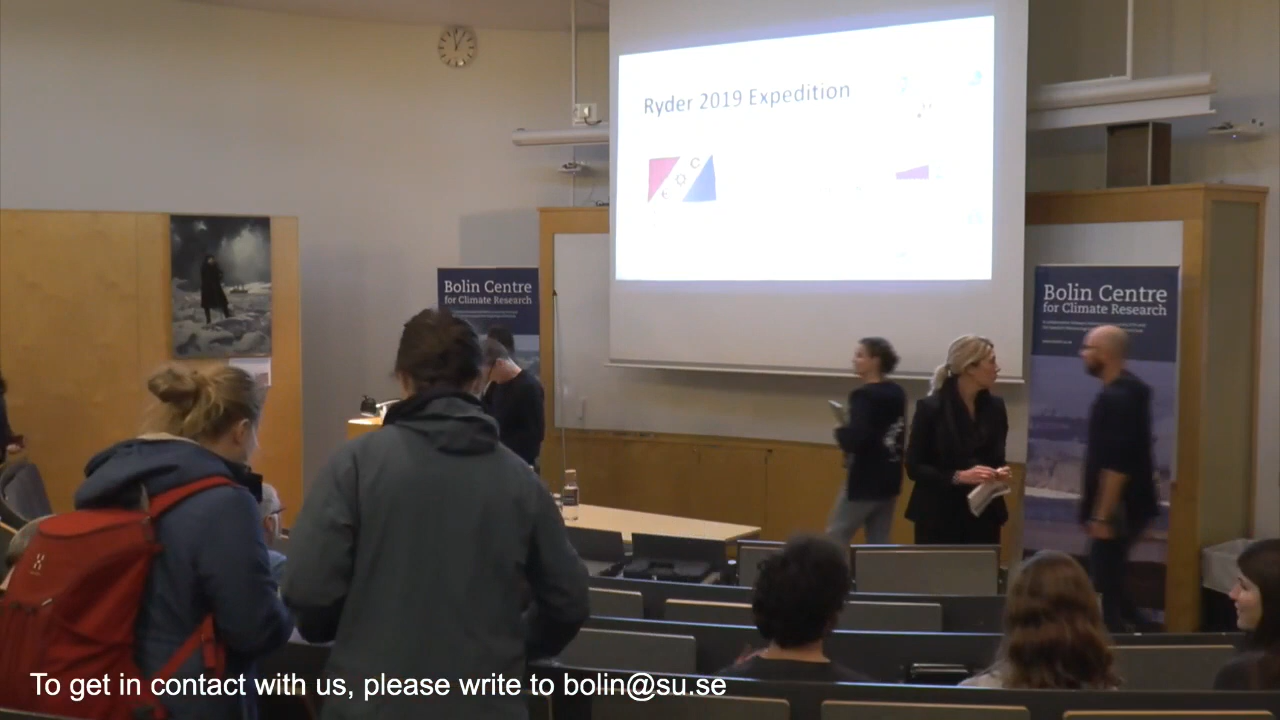 Ryder 2019 Expedition
Bolin Centre
for Climate Research
Bolin Centre
for Climate Research
To get in contact with us, please write to bolin@su.se